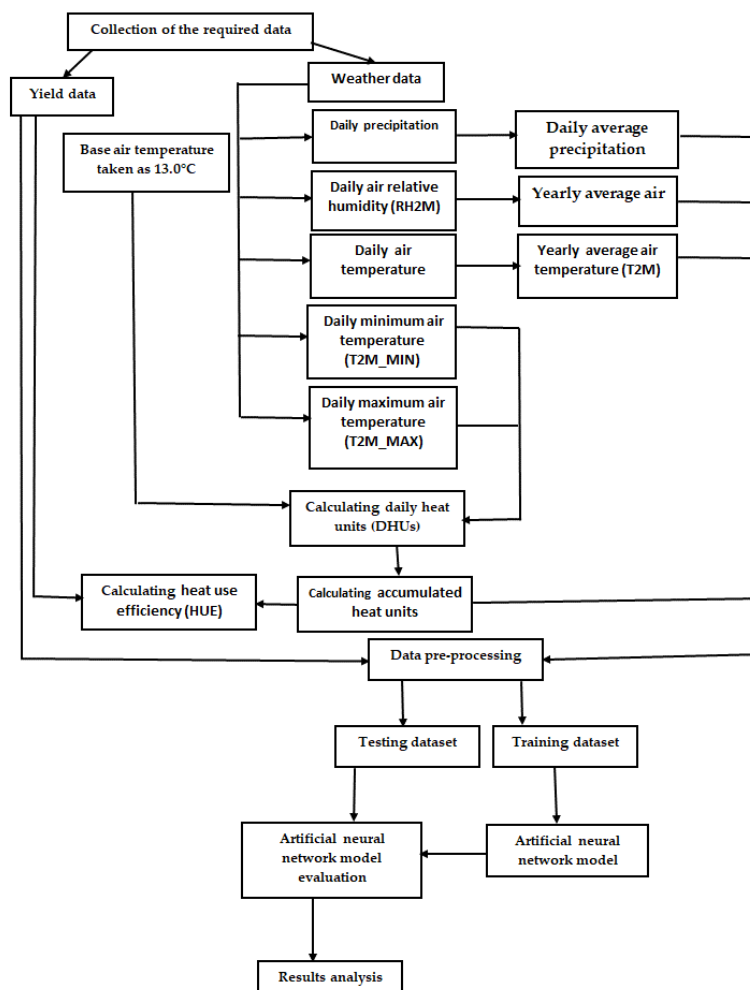 Collection of the required data
Yield data
Weather data
Daily precipitation
Daily average
precipitation
Base air temperature
taken as 13.0°C
Daily air relative
humidity (RH2M)
Yearly average air
Daily air
temperature
Yearly average air
temperature (T2M)
Daily minimum air
temperature
(T2M_MIN)
Daily maximum air
temperature
(T2M_MAX)
Calculating daily heat
units (DHUs)
Calculating heat use
efficiency (HUE)
Calculating accumulated
heat units
Data pre-processing
Testing dataset
Training dataset
Artificial neural
network model
evaluation
Artificial neural
network model
Results analysis